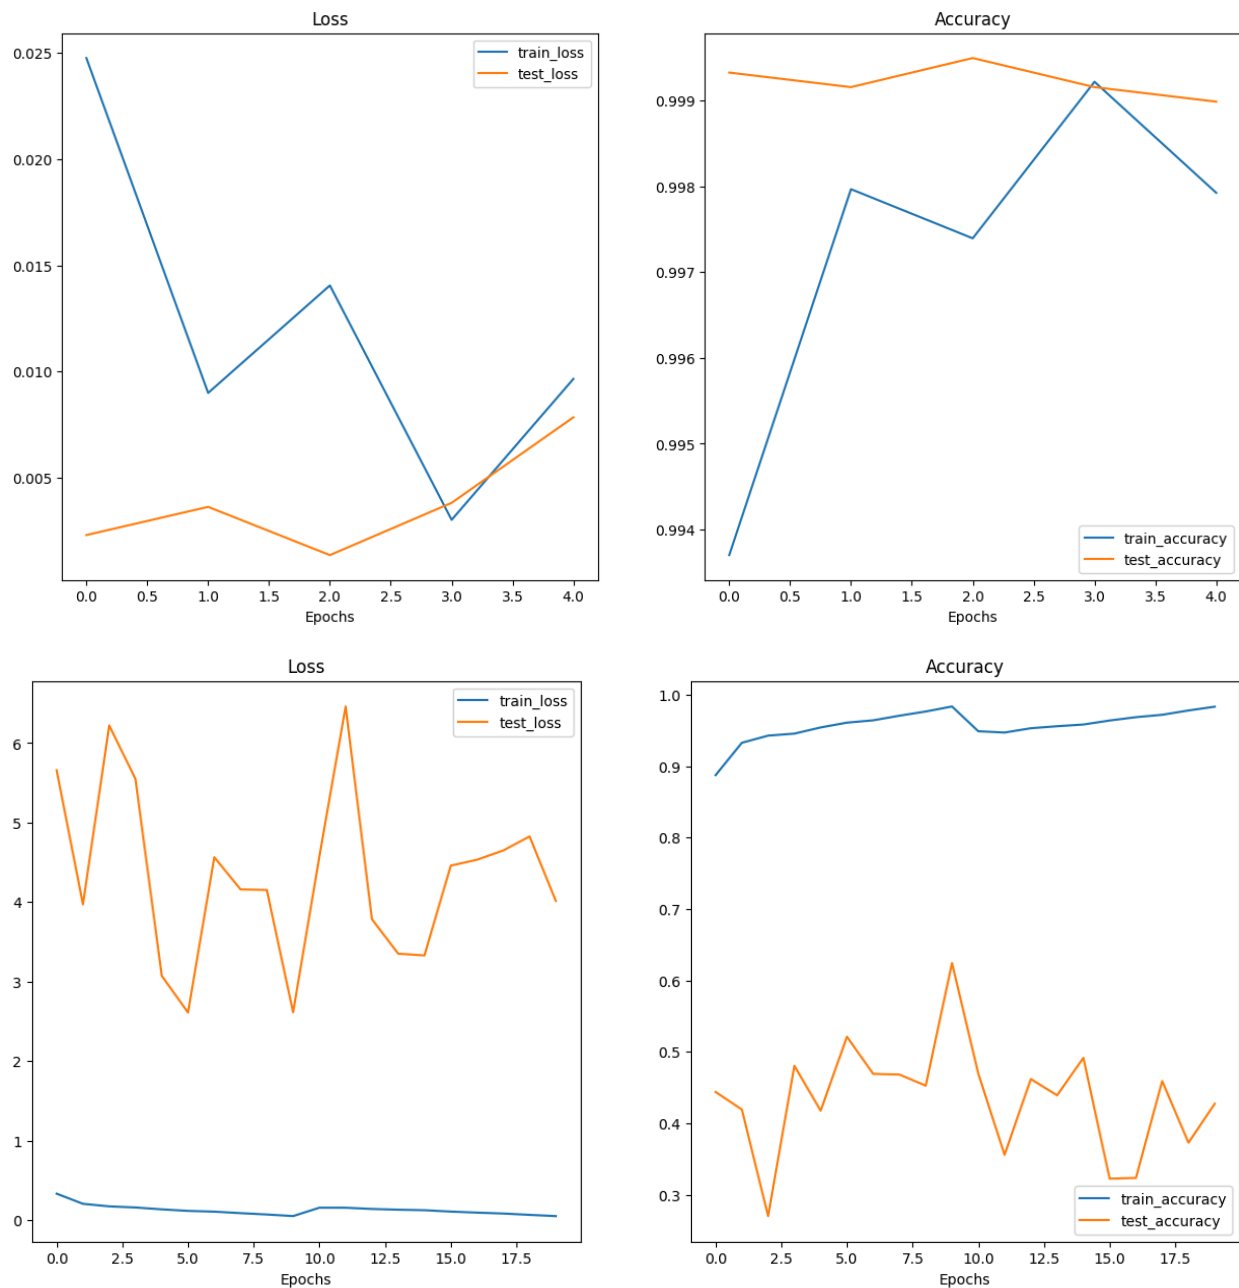 Loss
train_loss
test_loss
0.025
0.020
0.015
0.010
0.005
0.0 0.5 1.0 1.5 2.0 2.5 3.0 3.5 4.0
Epochs
Accuracy
0.999
0.998
0.997
0.996
0.995
0.994
train_accuracy
test_accuracy
0.0 0.5 1.0 1.5 2.0 2.5 3.0 3.5 4.0
Epochs
Loss
train_loss
test_loss
6
5
4
3
2
1
0
0.0 2.5 5.0 7.5 10.0 12.5 15.0 17.5
Epochs
Accuracy
1.0
0.9
0.8
0.7
0.6
0.5
0.4
0.3
train_accuracy
test_accuracy
0.0 2.5 5.0 7.5 10.0 12.5 15.0 17.5
Epochs